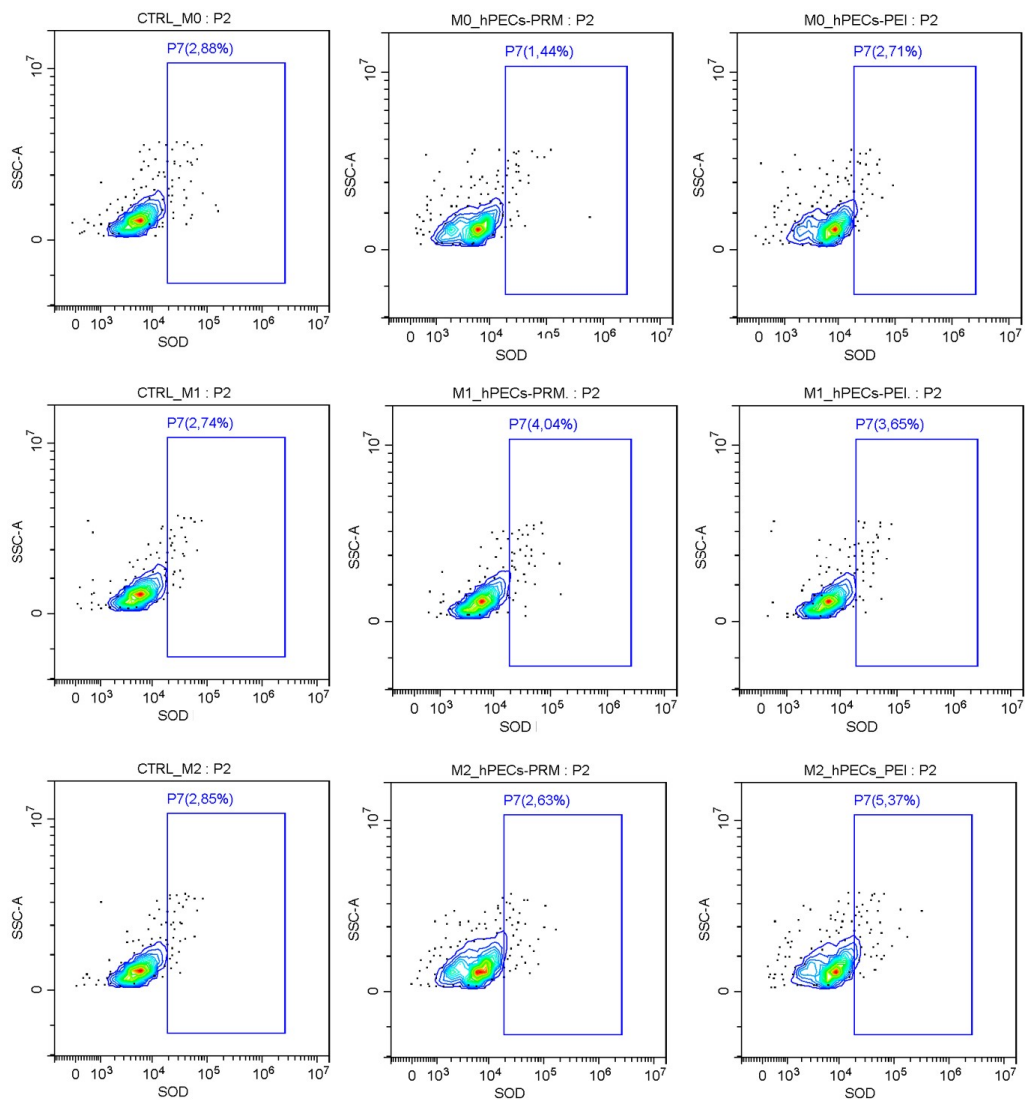 CTRL_M0 : P2
P7(2,88%)
10^7
SSC-A
0
0 10^3 10^4 10^5 10^6 10^7
SOD
M0_hPECs-PRM : P2
P7(1,44%)
10^7
SSC-A
0
0 10^3 10^4 10^5 10^6 10^7
SOD
M0_hPECs-PEI : P2
P7(2,71%)
10^7
SSC-A
0
0 10^3 10^4 10^5 10^6 10^7
SOD
CTRL_M1 : P2
P7(2,74%)
10^7
SSC-A
0
0 10^3 10^4 10^5 10^6 10^7
SOD
M1_hPECs-PRM. : P2
P7(4,04%)
10^7
SSC-A
0
0 10^3 10^4 10^5 10^6 10^7
SOD
M1_hPECs-PEI. : P2
P7(3,65%)
10^7
SSC-A
0
0 10^3 10^4 10^5 10^6 10^7
SOD
CTRL_M2 : P2
P7(2,85%)
10^7
SSC-A
0
0 10^3 10^4 10^5 10^6 10^7
SOD
M2_hPECs-PRM : P2
P7(2,63%)
10^7
SSC-A
0
0 10^3 10^4 10^5 10^6 10^7
SOD
M2_hPECs_PEI : P2
P7(5,37%)
10^7
SSC-A
0
0 10^3 10^4 10^5 10^6 10^7
SOD